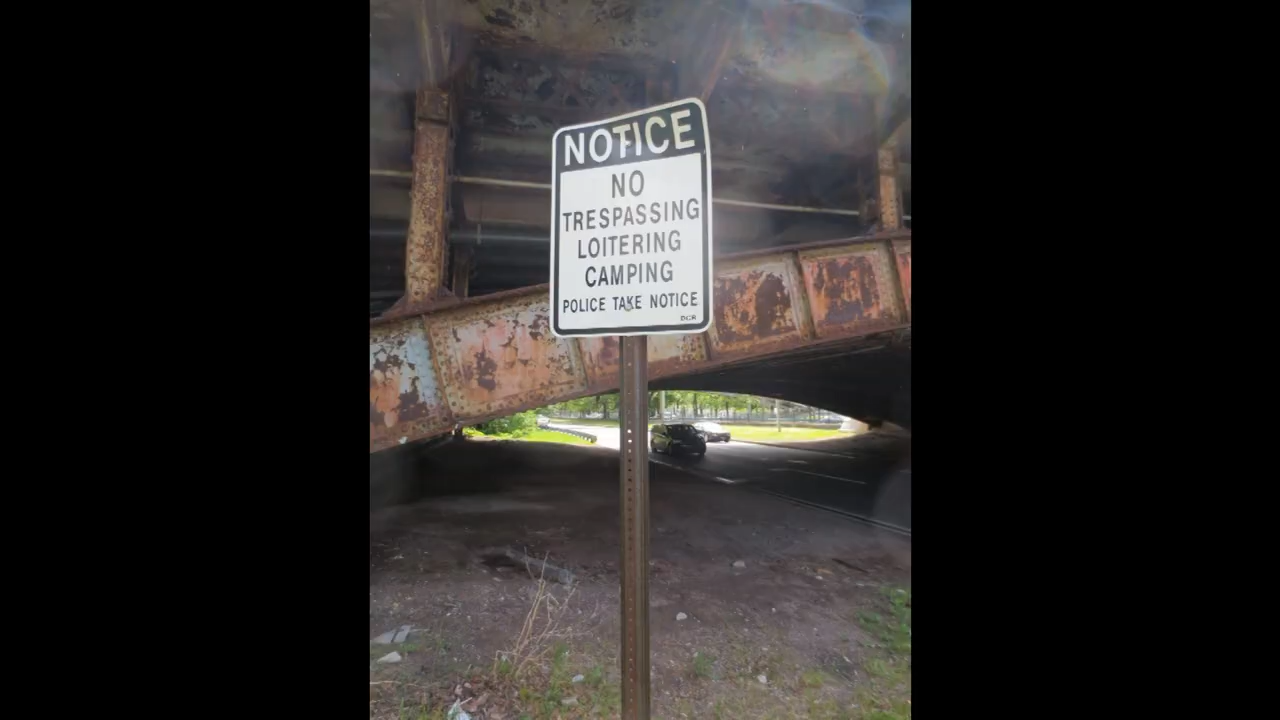 NOTICE
NO
TRESPASSING
LOITERING
CAMPING
POLICE TAKE NOTICE
DCR